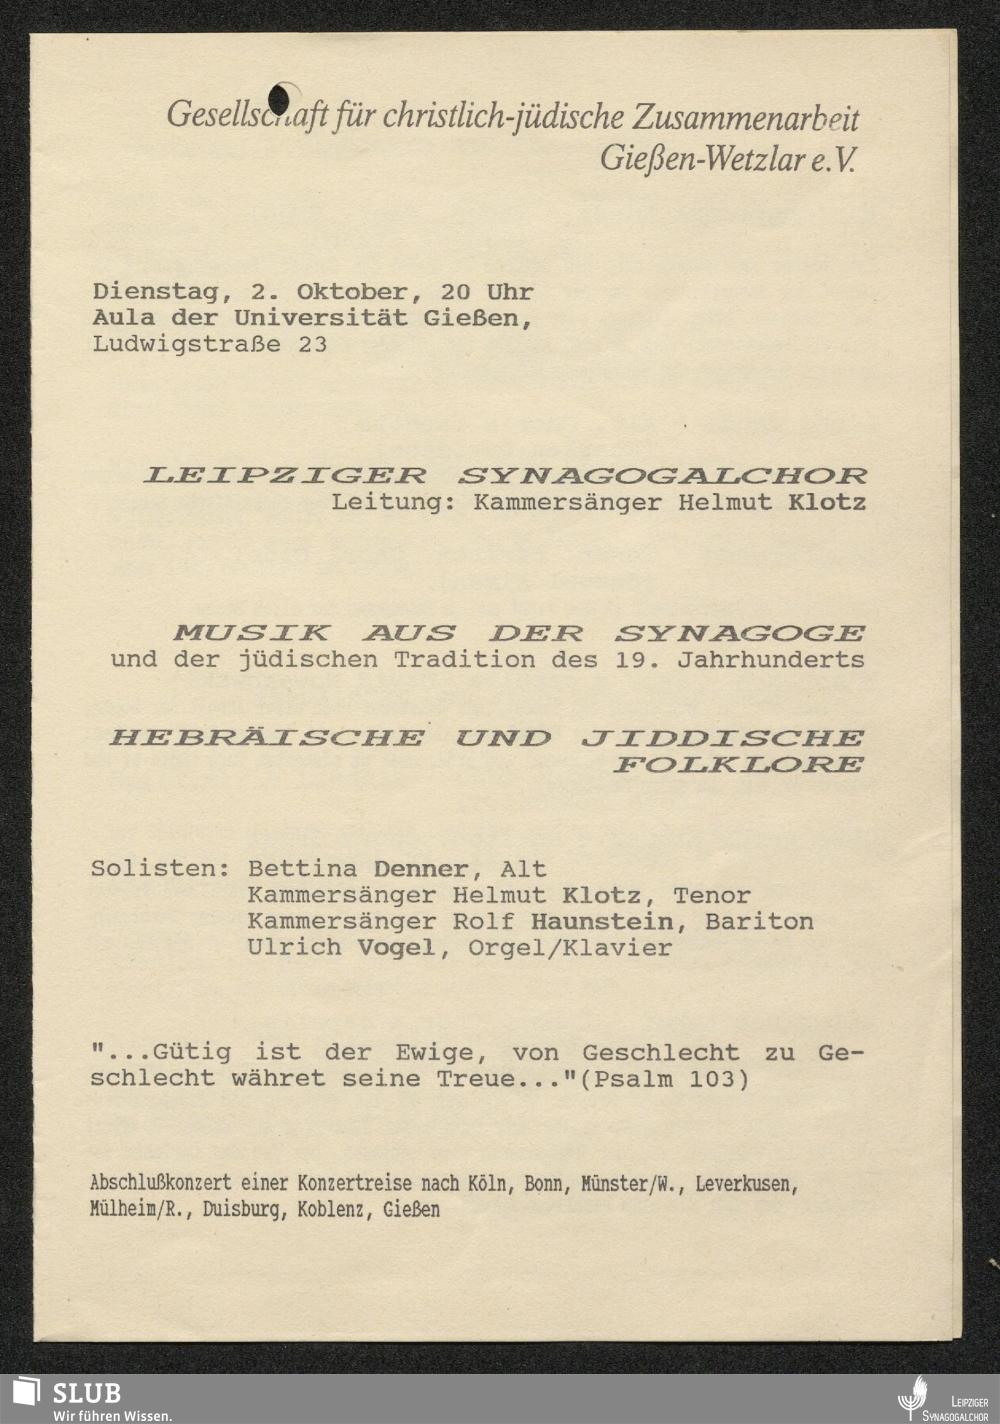 Gesellschaft für christlich-jüdische Zusammenarbeit
Gießen-Wetzlar e.V.
Dienstag, 2. Oktober, 20 Uhr
Aula der Universität Gießen,
Ludwigstraße 23
LEIPZIGER SYNAGOGALCHOR
Leitung: Kammersänger Helmut Klotz
MUSIK AUS DER SYNAGOGE
und der jüdischen Tradition des 19. Jahrhunderts
HEBRÄISCHE UND JIDDISCHE
FOLKLORE
Solisten: Bettina Denner, Alt
Kammersänger Helmut Klotz, Tenor
Kammersänger Rolf Haunstein, Bariton
Ulrich Vogel, Orgel/Klavier
"...Gütig ist der Ewige, von Geschlecht zu Ge-
schlecht währet seine Treue..."(Psalm 103)
Abschlußkonzert einer Konzertreise nach Köln, Bonn, Münster/W., Leverkusen,
Mülheim/R., Duisburg, Koblenz, Gießen
SLUB
Wir führen Wissen.
LEIPZIGER
SYNAGOGALCHOR